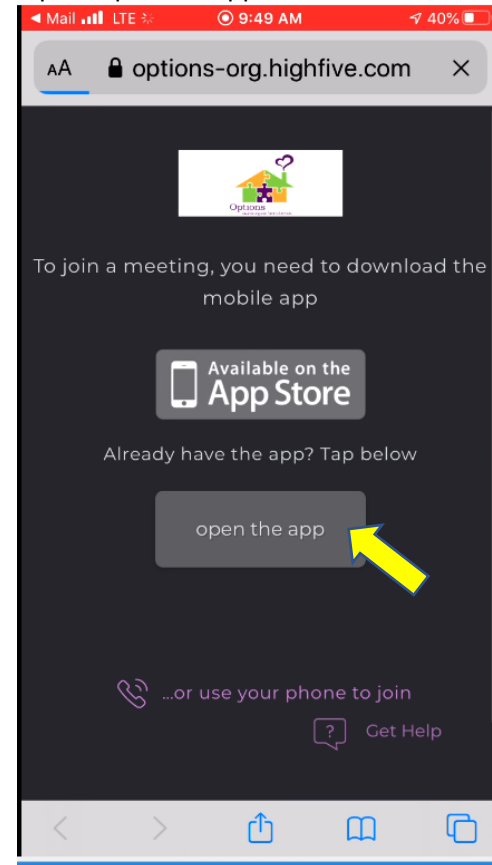 ◄ Mail LTE 9:49 AM 40%
AA options-org.highfive.com ×
Options
To join a meeting, you need to download the
mobile app
Available on the
App Store
Already have the app? Tap below
open the app
...or use your phone to join
? Get Help